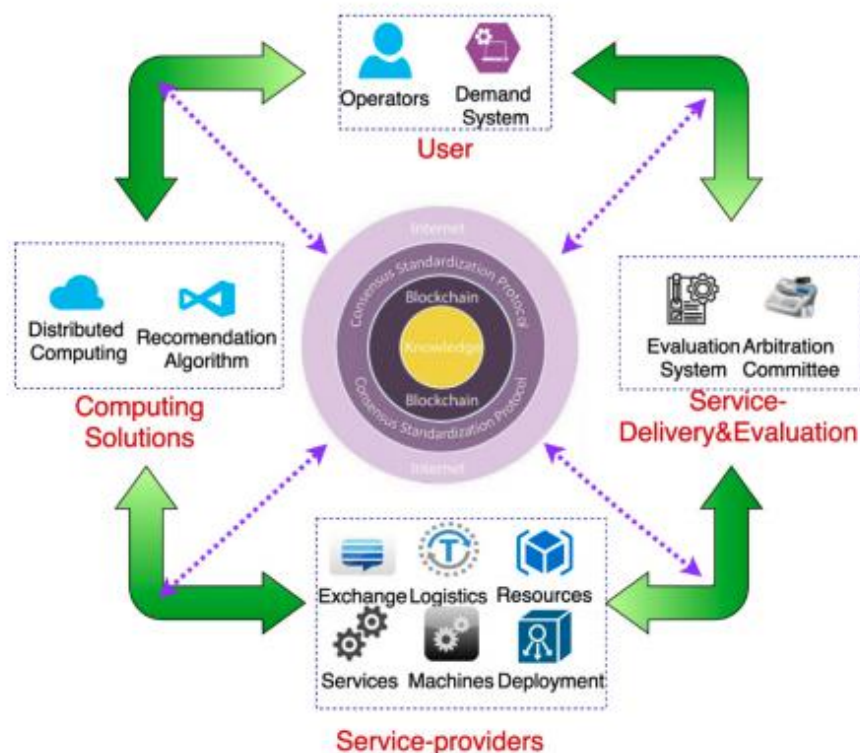 Operators
Demand
System
User
Internet
Consensus Standardization Protocol
Blockchain
Knowledge
Blockchain
Consensus Standardization Protocol
Internet
Distributed
Computing
Recomendation
Algorithm
Computing
Solutions
Evaluation
System
Arbitration
Committee
Service-
Delivery&Evaluation
Exchange
Logistics
Resources
T
Services
Machines
Deployment
Service-providers